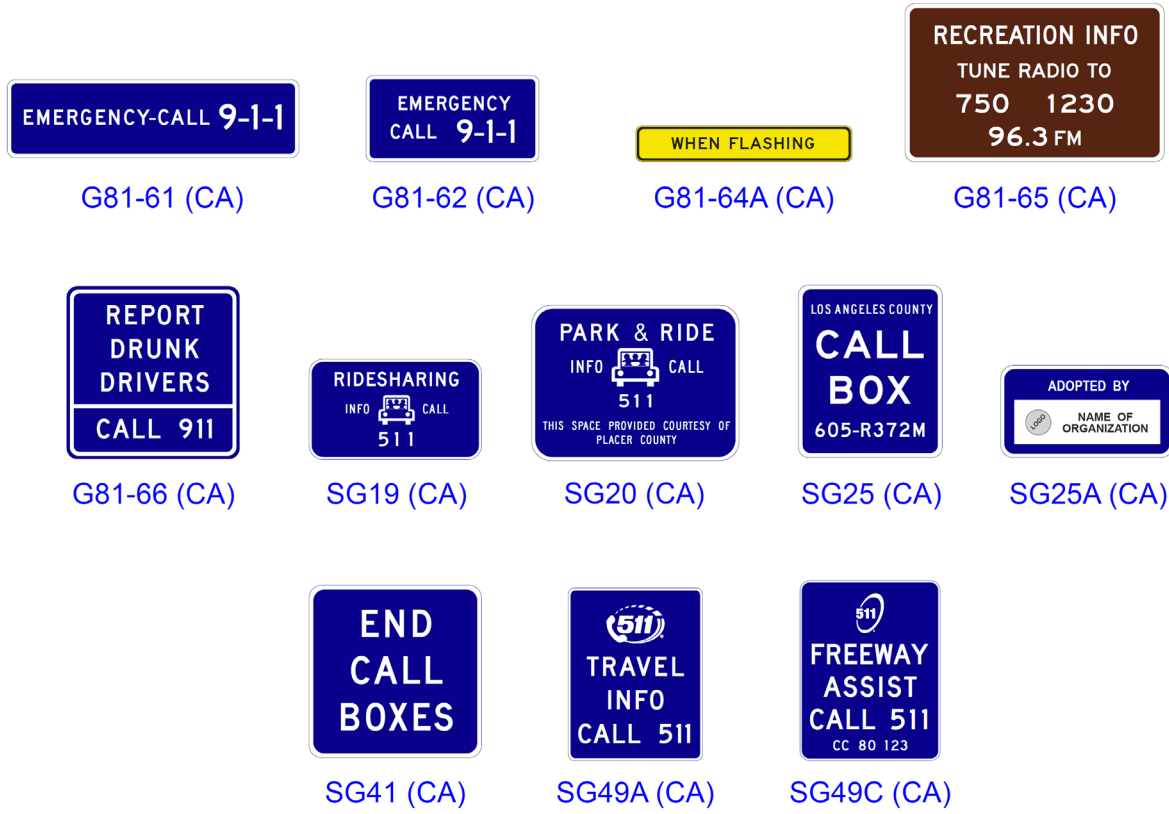 EMERGENCY-CALL 9-1-1
G81-61 (CA)
EMERGENCY
CALL 9-1-1
G81-62 (CA)
WHEN FLASHING
G81-64A (CA)
RECREATION INFO
TUNE RADIO TO
750 1230
96.3 FM
G81-65 (CA)
REPORT
DRUNK
DRIVERS
CALL 911
G81-66 (CA)
RIDESHARING
INFO CALL
511
SG19 (CA)
PARK & RIDE
INFO CALL
511
THIS SPACE PROVIDED COURTESY OF
PLACER COUNTY
SG20 (CA)
LOS ANGELES COUNTY
CALL
BOX
605-R372M
SG25 (CA)
ADOPTED BY
LOGO
NAME OF
ORGANIZATION
SG25A (CA)
END
CALL
BOXES
SG41 (CA)
511
TRAVEL
INFO
CALL 511
SG49A (CA)
511
FREEWAY
ASSIST
CALL 511
CC 80 123
SG49C (CA)